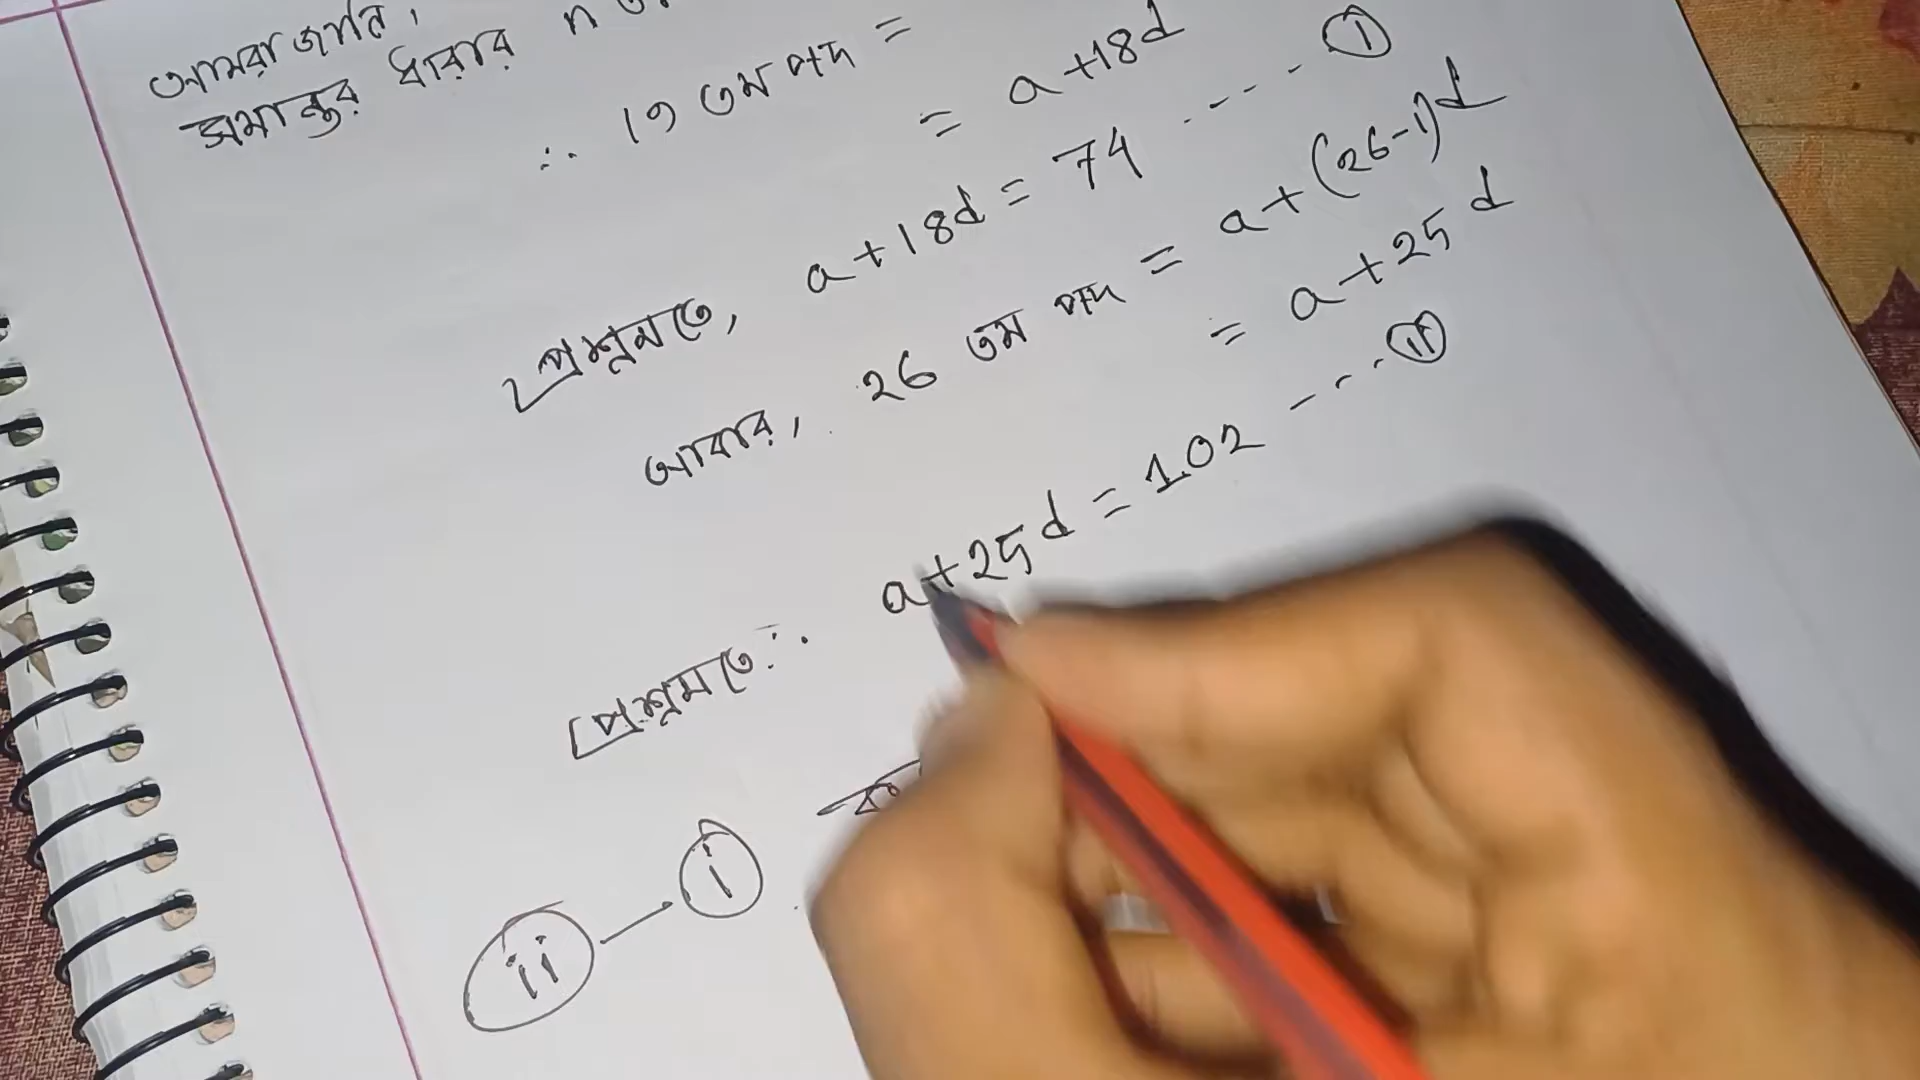 আমরা জানি,
সমান্তর ধারার n
∴ 19 তম পদ =
= a+18d
প্রশ্নমতে, a+18d = 74 ---- (i)
আবার, 26 তম পদ = a+(26-1)d
= a+25d
প্রশ্নমতে ∴ a+25d = 102 ---- (ii)
(ii) — (i)